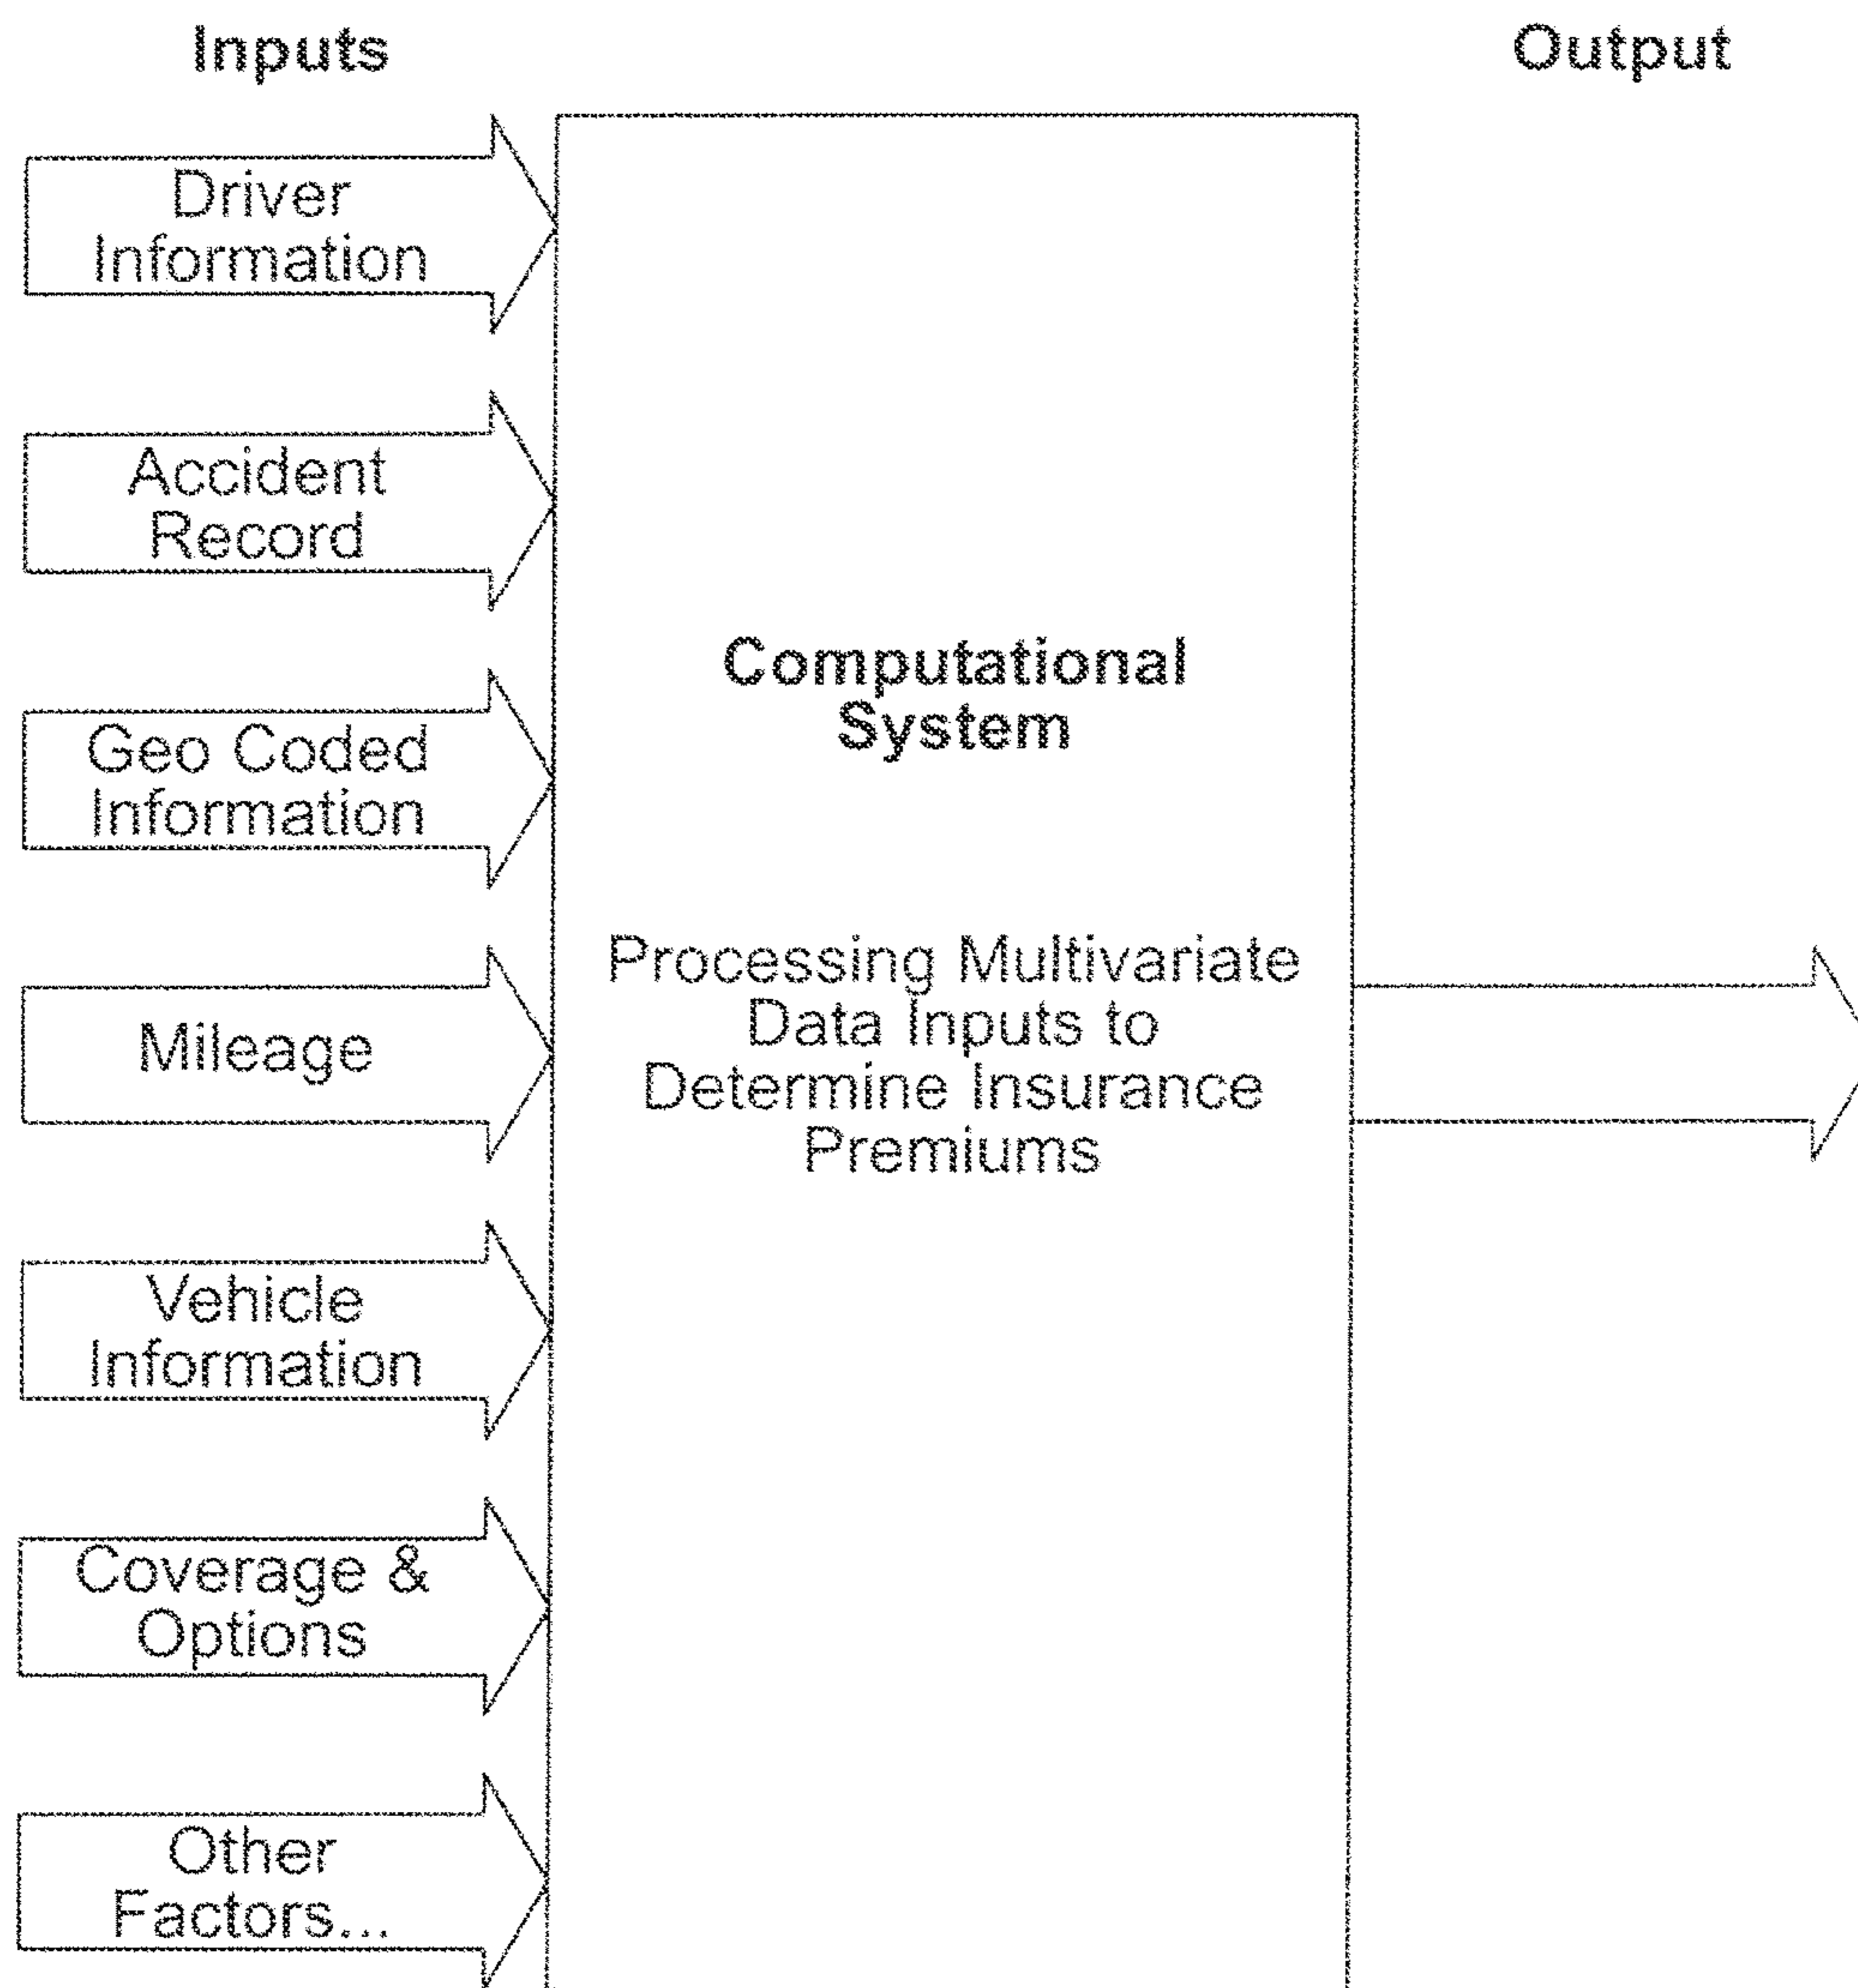 Inputs
Output
Driver
Information
Accident
Record
Geo Coded
Information
Mileage
Vehicle
Information
Coverage &
Options
Other
Factors...
Computational
System
Processing Multivariate
Data Inputs to
Determine Insurance
Premiums